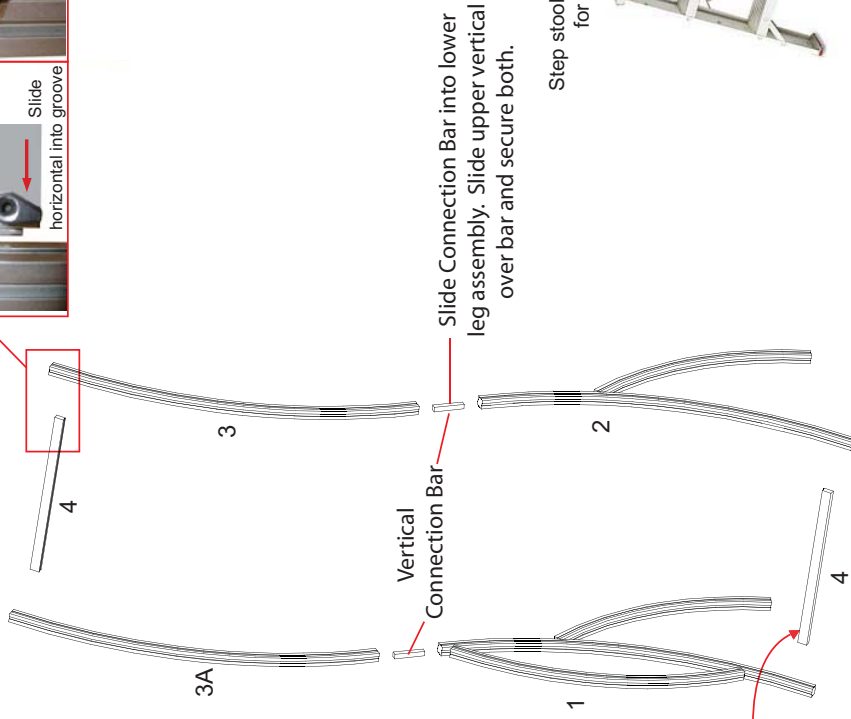 Slide
horizontal into groove
Slide Connection Bar into lower
leg assembly. Slide upper vertical
over bar and secure both.
Step stool
for
Vertical
Connection Bar
3
4
2
3A
1
4